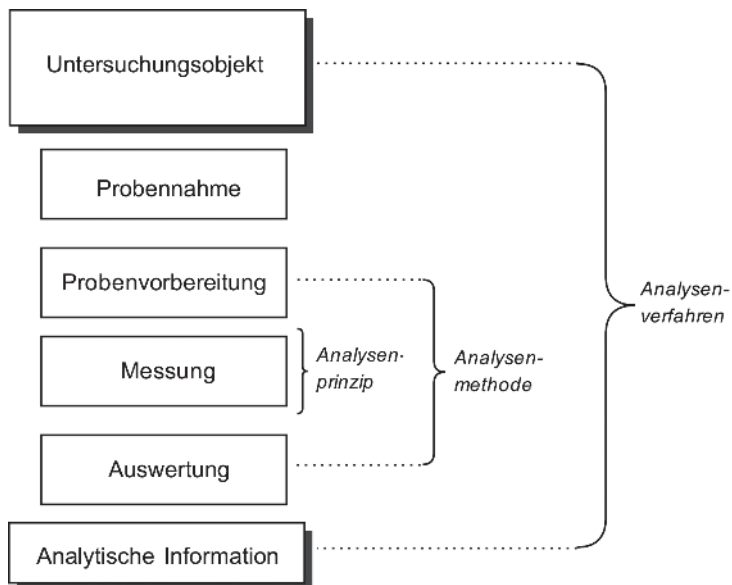 Untersuchungsobjekt
Probennahme
Probenvorbereitung
Messung
Auswertung
Analytische Information
Analysen-
prinzip
Analysen-
methode
Analysen-
verfahren